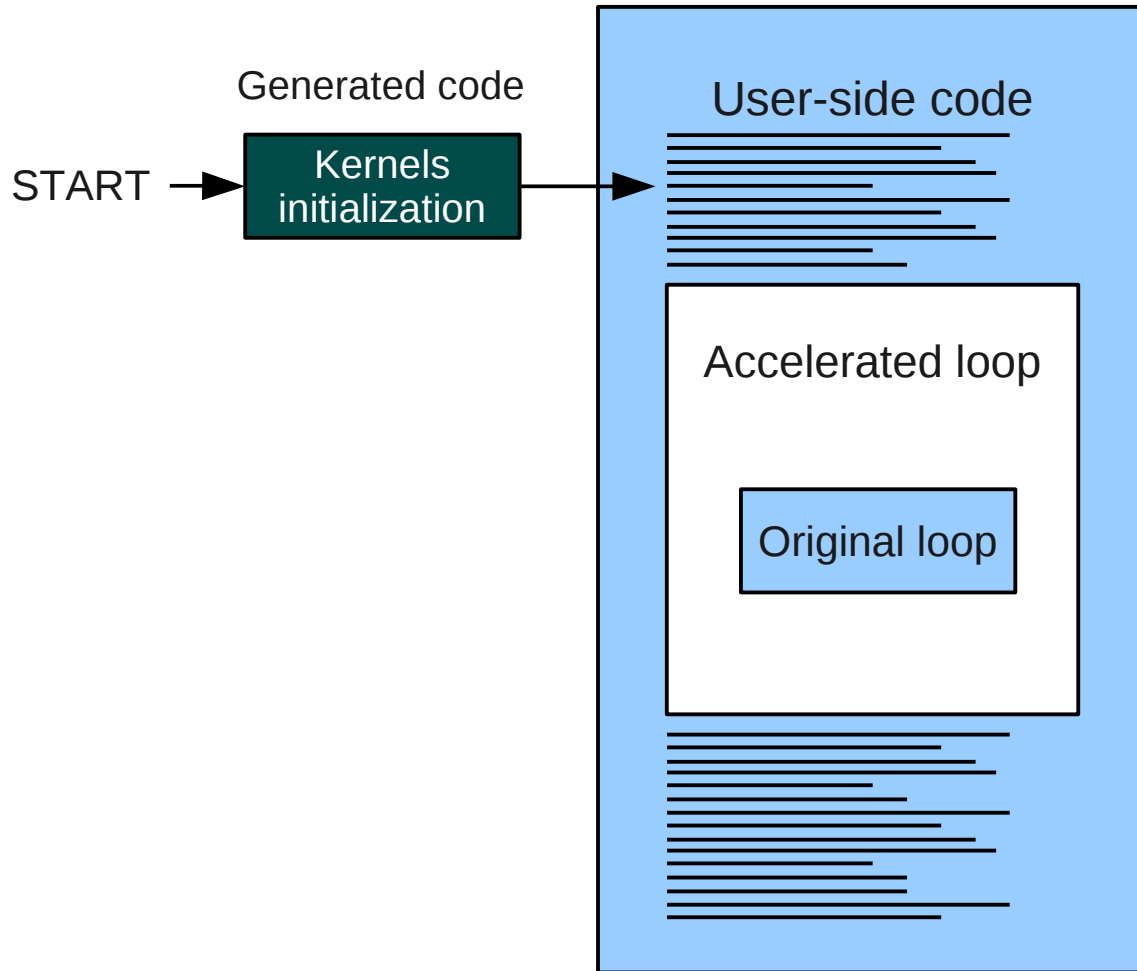 Generated code
User-side code
START
Kernels
initialization
Accelerated loop
Original loop